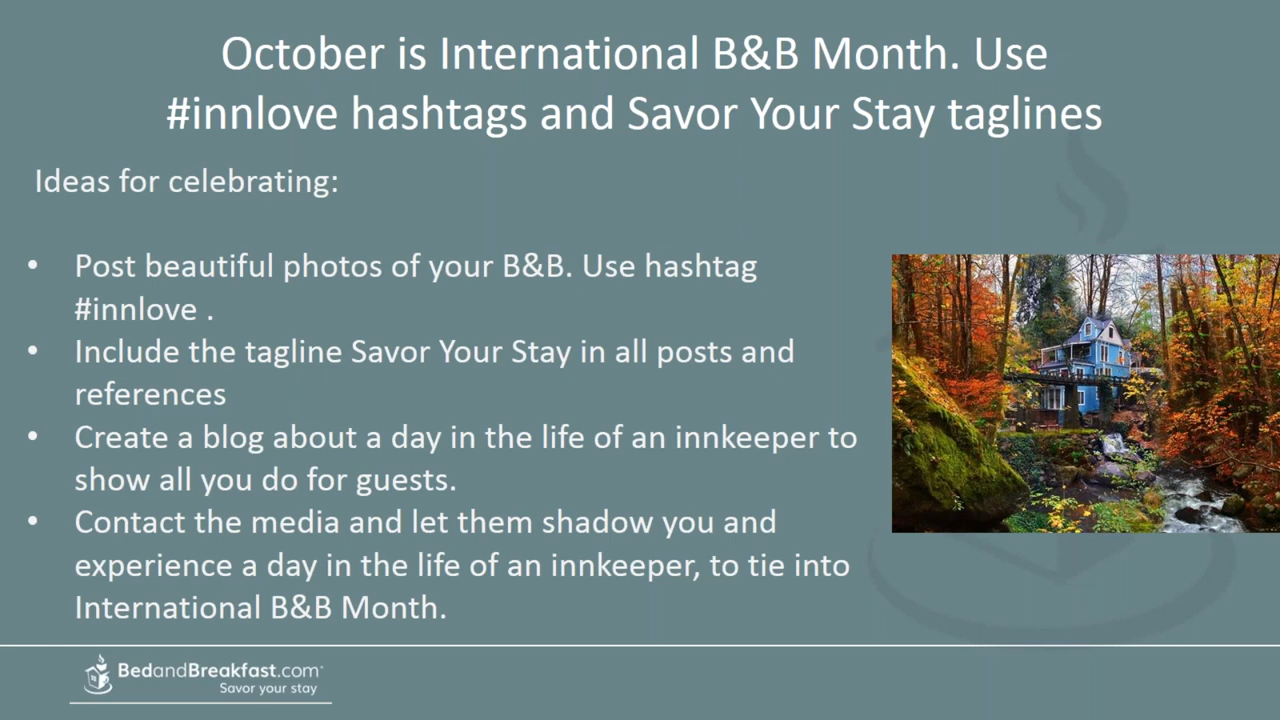 October is International B&B Month. Use
#innlove hashtags and Savor Your Stay taglines
Ideas for celebrating:
• Post beautiful photos of your B&B. Use hashtag
#innlove .
• Include the tagline Savor Your Stay in all posts and
references
• Create a blog about a day in the life of an innkeeper to
show all you do for guests.
• Contact the media and let them shadow you and
experience a day in the life of an innkeeper, to tie into
International B&B Month.
BedandBreakfast.com
Savor your stay